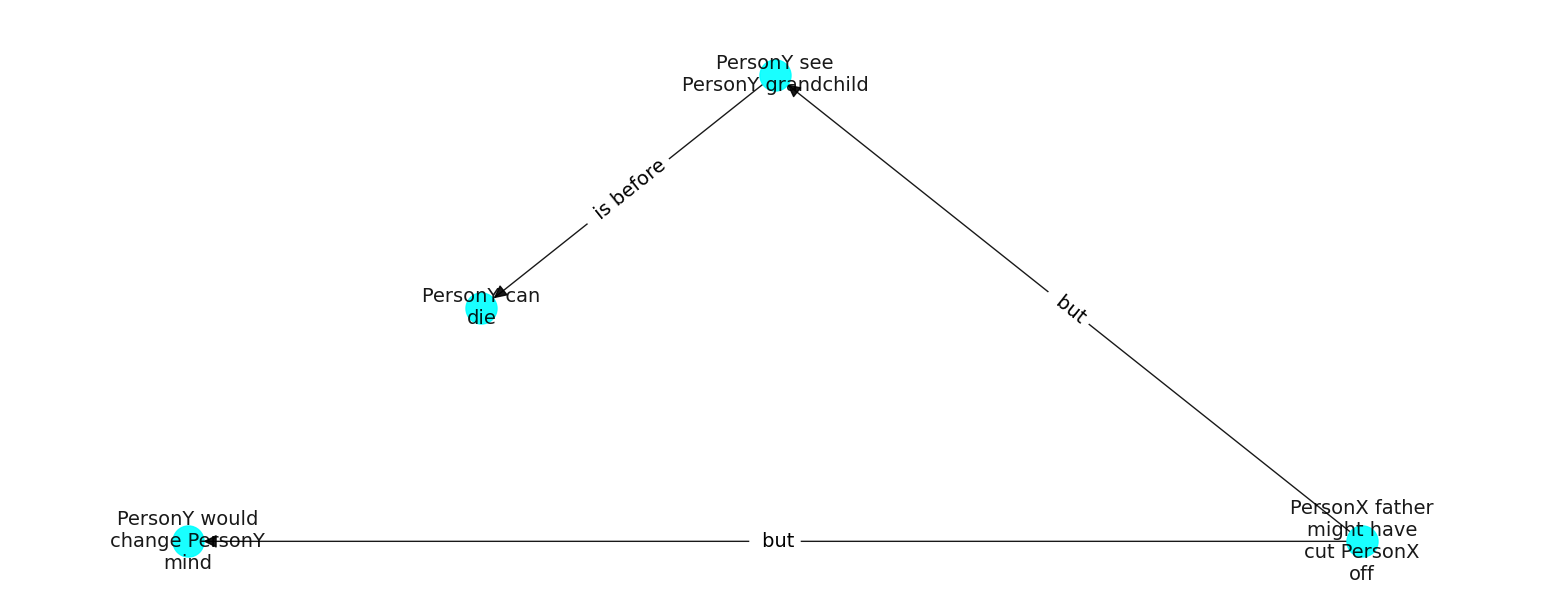 PersonY see
PersonY grandchild
is before
PersonY can
die
but
PersonY would
change PersonY
mind
but
PersonX father
might have
cut PersonX
off